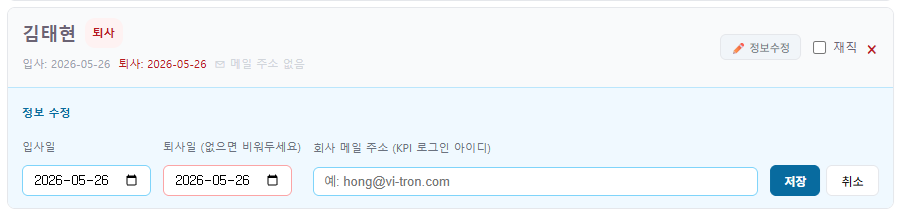 김태현 퇴사
정보수정 재직 ×
입사: 2026-05-26 퇴사: 2026-05-26 메일 주소 없음
정보 수정
입사일 퇴사일 (없으면 비워두세요) 회사 메일 주소 (KPI 로그인 아이디)
2026-05-26 2026-05-26 예: hong@vi-tron.com 저장 취소